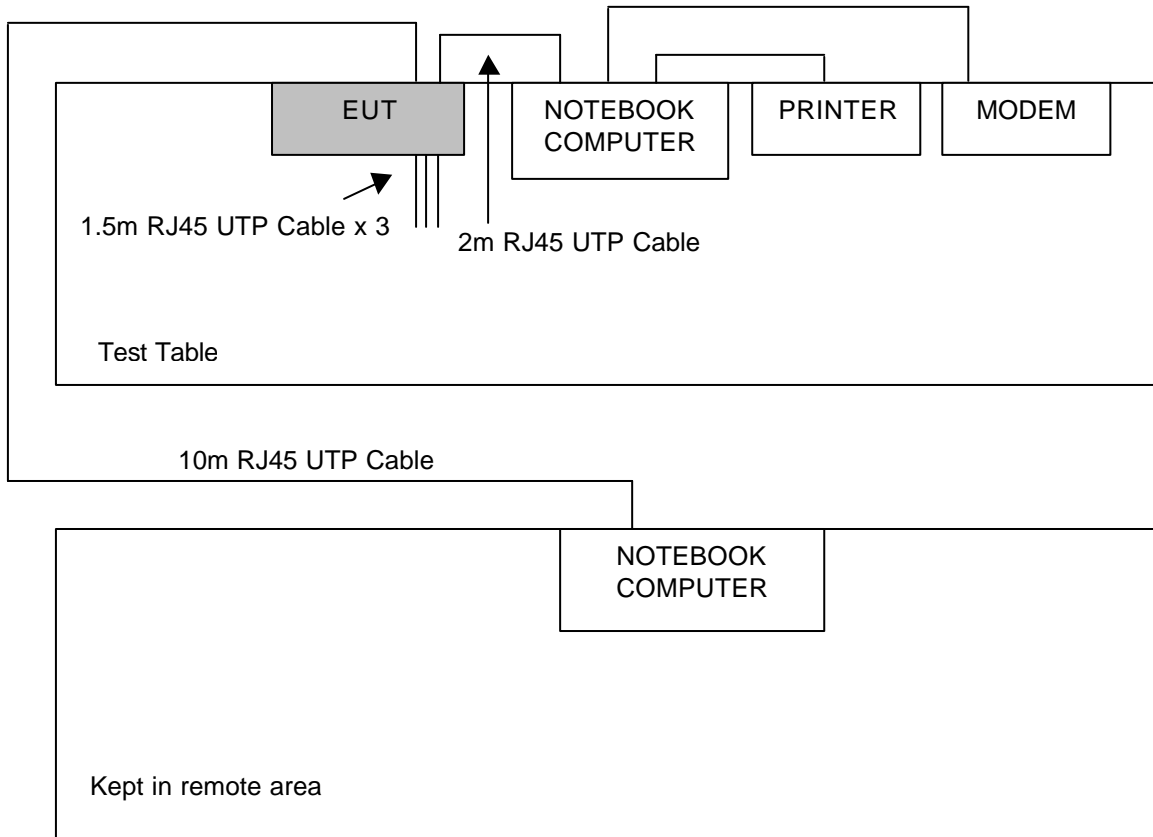 EUT
NOTEBOOK
COMPUTER
PRINTER
MODEM
1.5m RJ45 UTP Cable x 3
2m RJ45 UTP Cable
Test Table
10m RJ45 UTP Cable
NOTEBOOK
COMPUTER
Kept in remote area